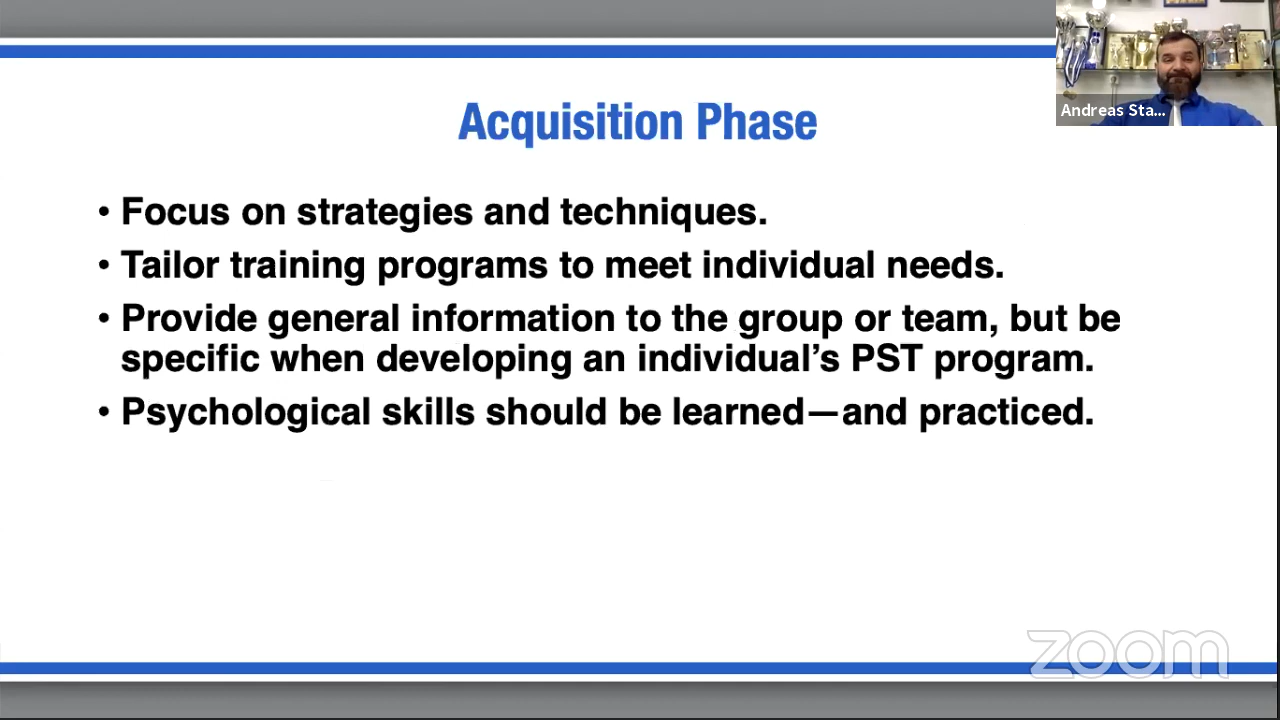 Andreas Sta...
Acquisition Phase
• Focus on strategies and techniques.
• Tailor training programs to meet individual needs.
• Provide general information to the group or team, but be
specific when developing an individual’s PST program.
• Psychological skills should be learned—and practiced.
zoom